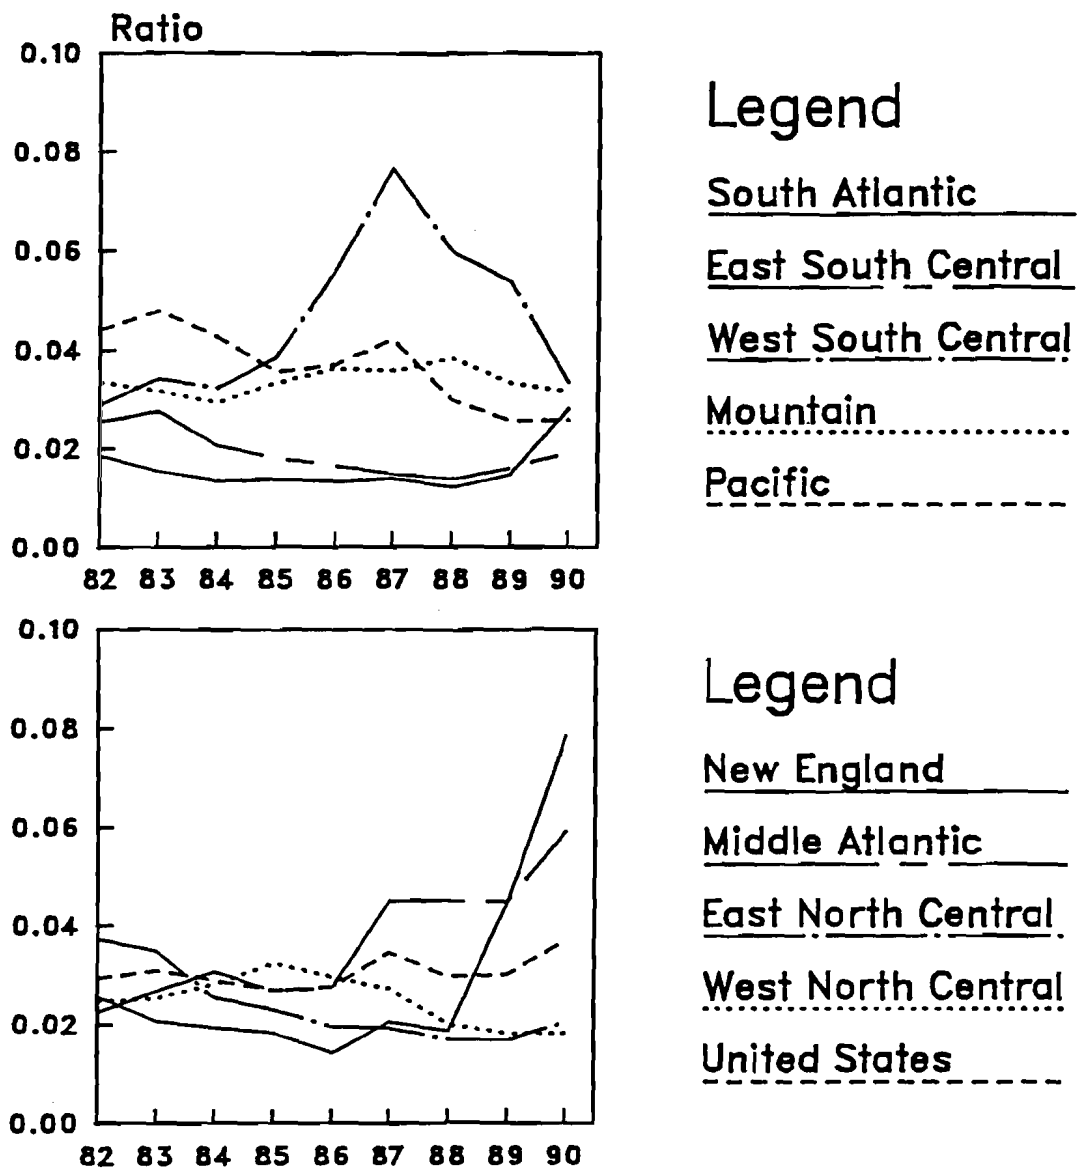 Ratio
0.10
0.08
0.06
0.04
0.02
0.00
82 83 84 85 86 87 88 89 90
Legend
South Atlantic
East South Central
West South Central
Mountain
Pacific
0.10
0.08
0.06
0.04
0.02
0.00
82 83 84 85 86 87 88 89 90
Legend
New England
Middle Atlantic
East North Central
West North Central
United States